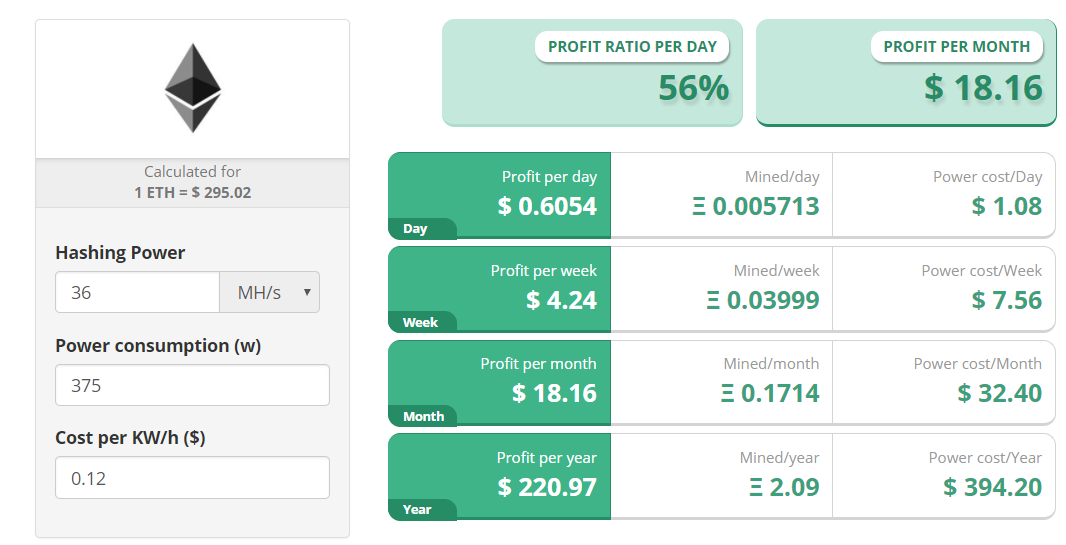 Calculated for
1 ETH = $ 295.02
Hashing Power
36 MH/s
Power consumption (w)
375
Cost per KW/h ($)
0.12
PROFIT RATIO PER DAY
56%
PROFIT PER MONTH
$ 18.16
Profit per day
$ 0.6054
Day
Mined/day
Ξ 0.005713
Power cost/Day
$ 1.08
Profit per week
$ 4.24
Week
Mined/week
Ξ 0.03999
Power cost/Week
$ 7.56
Profit per month
$ 18.16
Month
Mined/month
Ξ 0.1714
Power cost/Month
$ 32.40
Profit per year
$ 220.97
Year
Mined/year
Ξ 2.09
Power cost/Year
$ 394.20